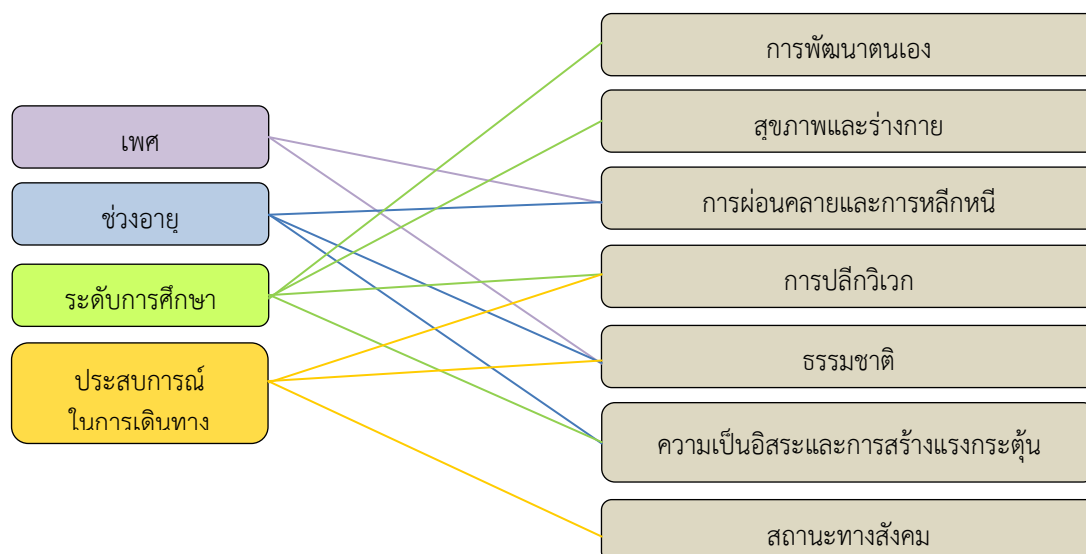 เพศ
ช่วงอายุ
ระดับการศึกษา
ประสบการณ์
ในการเดินทาง
การพัฒนาตนเอง
สุขภาพและร่างกาย
การผ่อนคลายและการหลีกหนี
การปลีกวิเวก
ธรรมชาติ
ความเป็นอิสระและการสร้างแรงกระตุ้น
สถานะทางสังคม